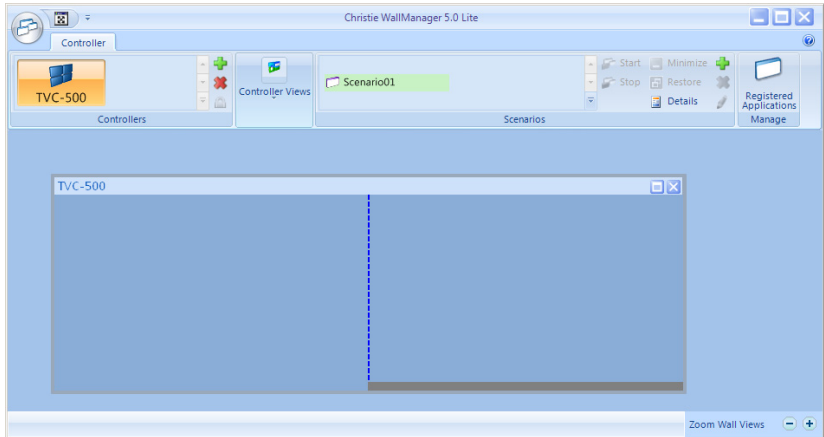 Christie WallManager 5.0 Lite
Controller
TVC-500
Controllers
Controller Views
Scenario01
Start
Stop
Minimize
Restore
Details
Scenarios
Registered
Applications
Manage
TVC-500
Zoom Wall Views